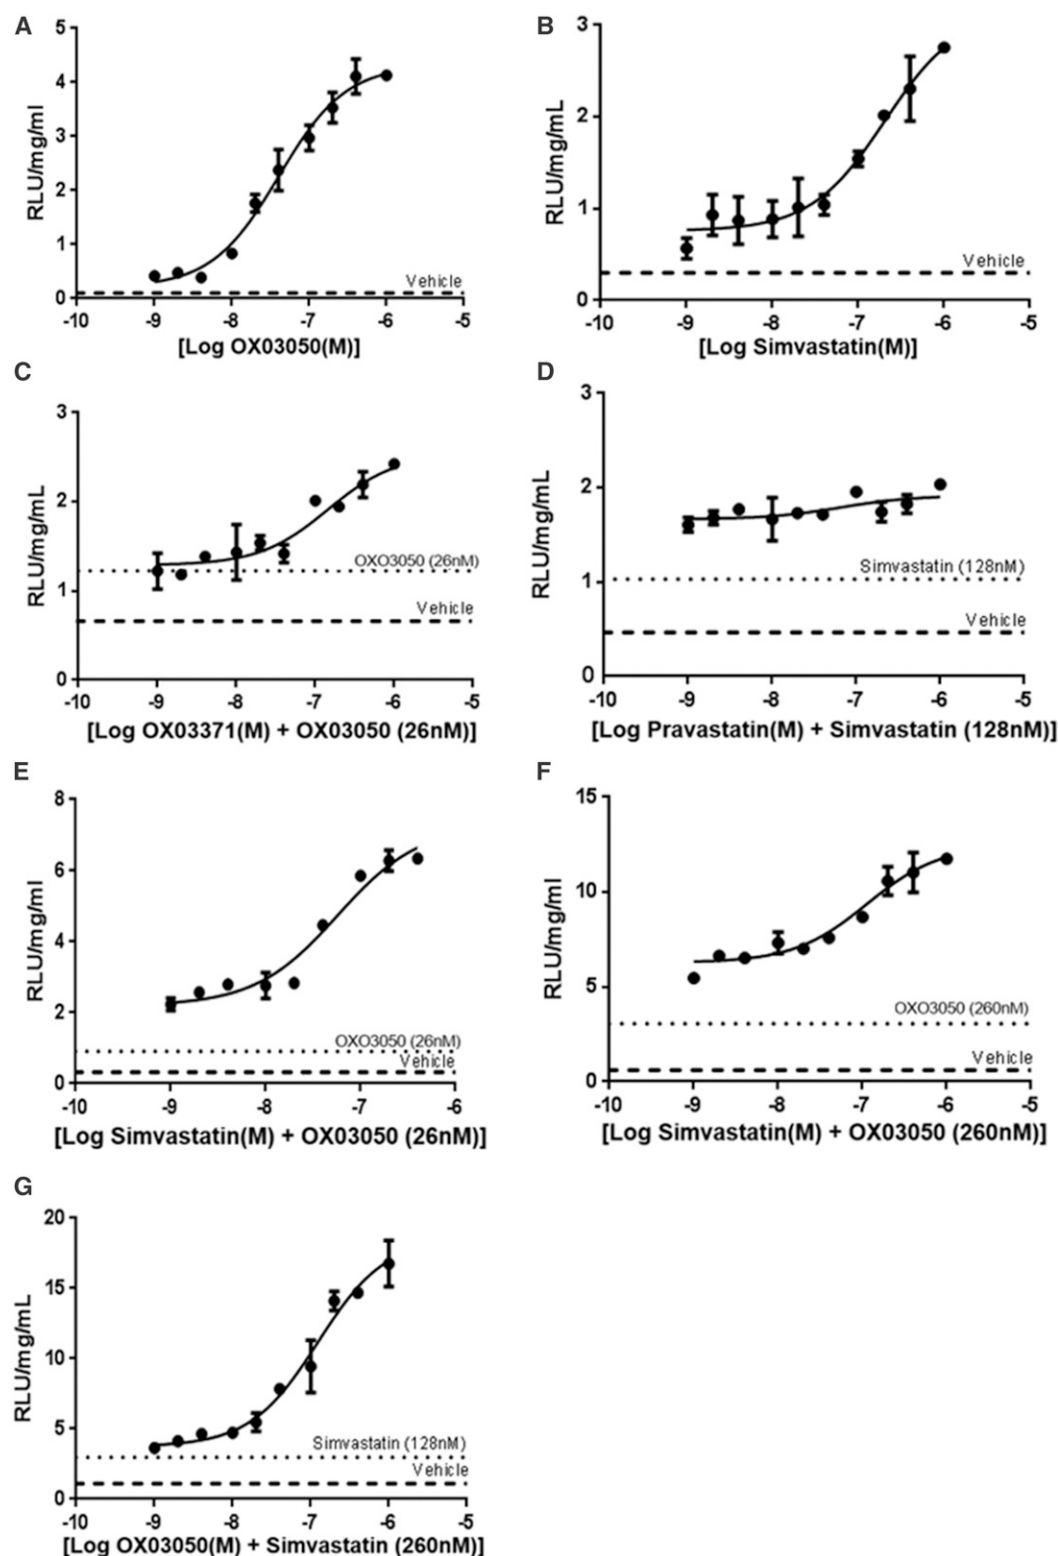 A
5
4
3
2
1
0
RLU/mg/ml
Vehicle
-10 -9 -8 -7 -6 -5
[Log OX03050(M)]
B
3
2
1
0
RLU/mg/mL
Vehicle
-10 -9 -8 -7 -6 -5
[Log Simvastatin(M)]
C
3
2
1
0
RLU/mg/mL
OXO3050 (26nM)
Vehicle
-10 -9 -8 -7 -6 -5
[Log OX03371(M) + OX03050 (26nM)]
D
3
2
1
0
RLU/mg/mL
Simvastatin (128nM)
Vehicle
-10 -9 -8 -7 -6 -5
[Log Pravastatin(M) + Simvastatin (128nM)]
E
8
6
4
2
0
RLU/mg/ml
OXO3050 (26nM)
Vehicle
-10 -9 -8 -7 -6
[Log Simvastatin(M) + OX03050 (26nM)]
F
15
10
5
0
RLU/mg/ml
OXO3050 (260nM)
Vehicle
-10 -9 -8 -7 -6 -5
[Log Simvastatin(M) + OX03050 (260nM)]
G
20
15
10
5
0
RLU/mg/mL
Simvastatin (128nM)
Vehicle
-10 -9 -8 -7 -6 -5
[Log OX03050(M) + Simvastatin (260nM)]